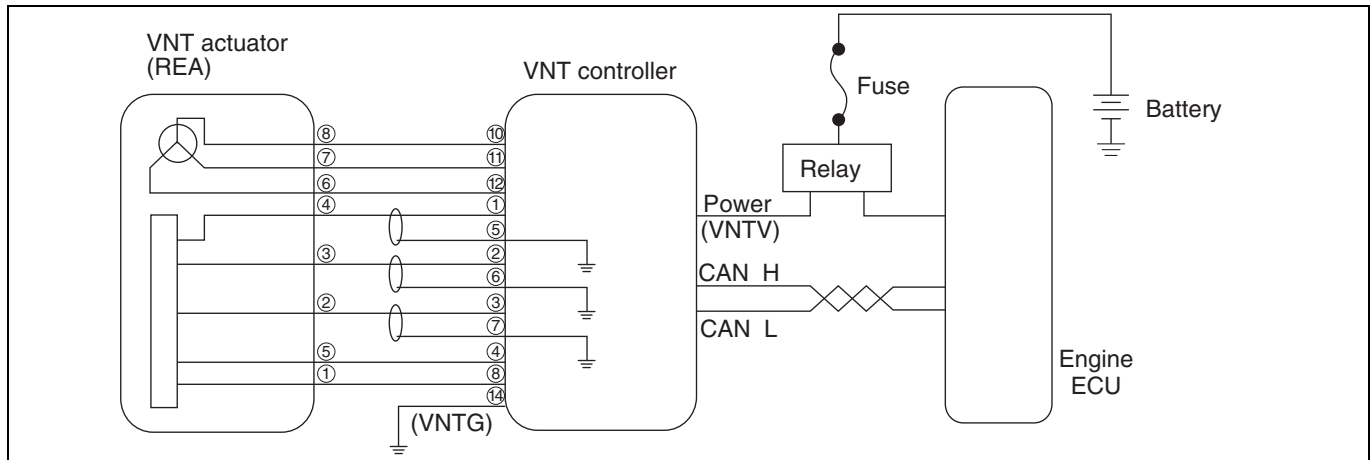 VNT actuator
(REA)
VNT controller
Fuse
Battery
Relay
Power
(VNTV)
CAN H
CAN L
Engine
ECU
⑧ ⑩
⑦ ⑪
⑥ ⑫
④ ①
⑤
③ ②
⑥
② ③
⑦
⑤ ④
① ⑧
⑭
(VNTG)